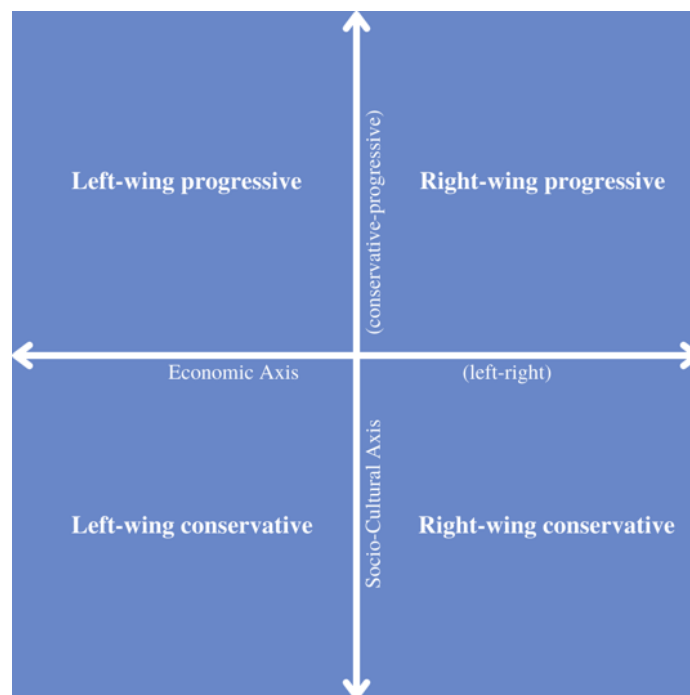 Left-wing progressive
Right-wing progressive
(conservative-progressive)
Economic Axis
(left-right)
Socio-Cultural Axis
Left-wing conservative
Right-wing conservative